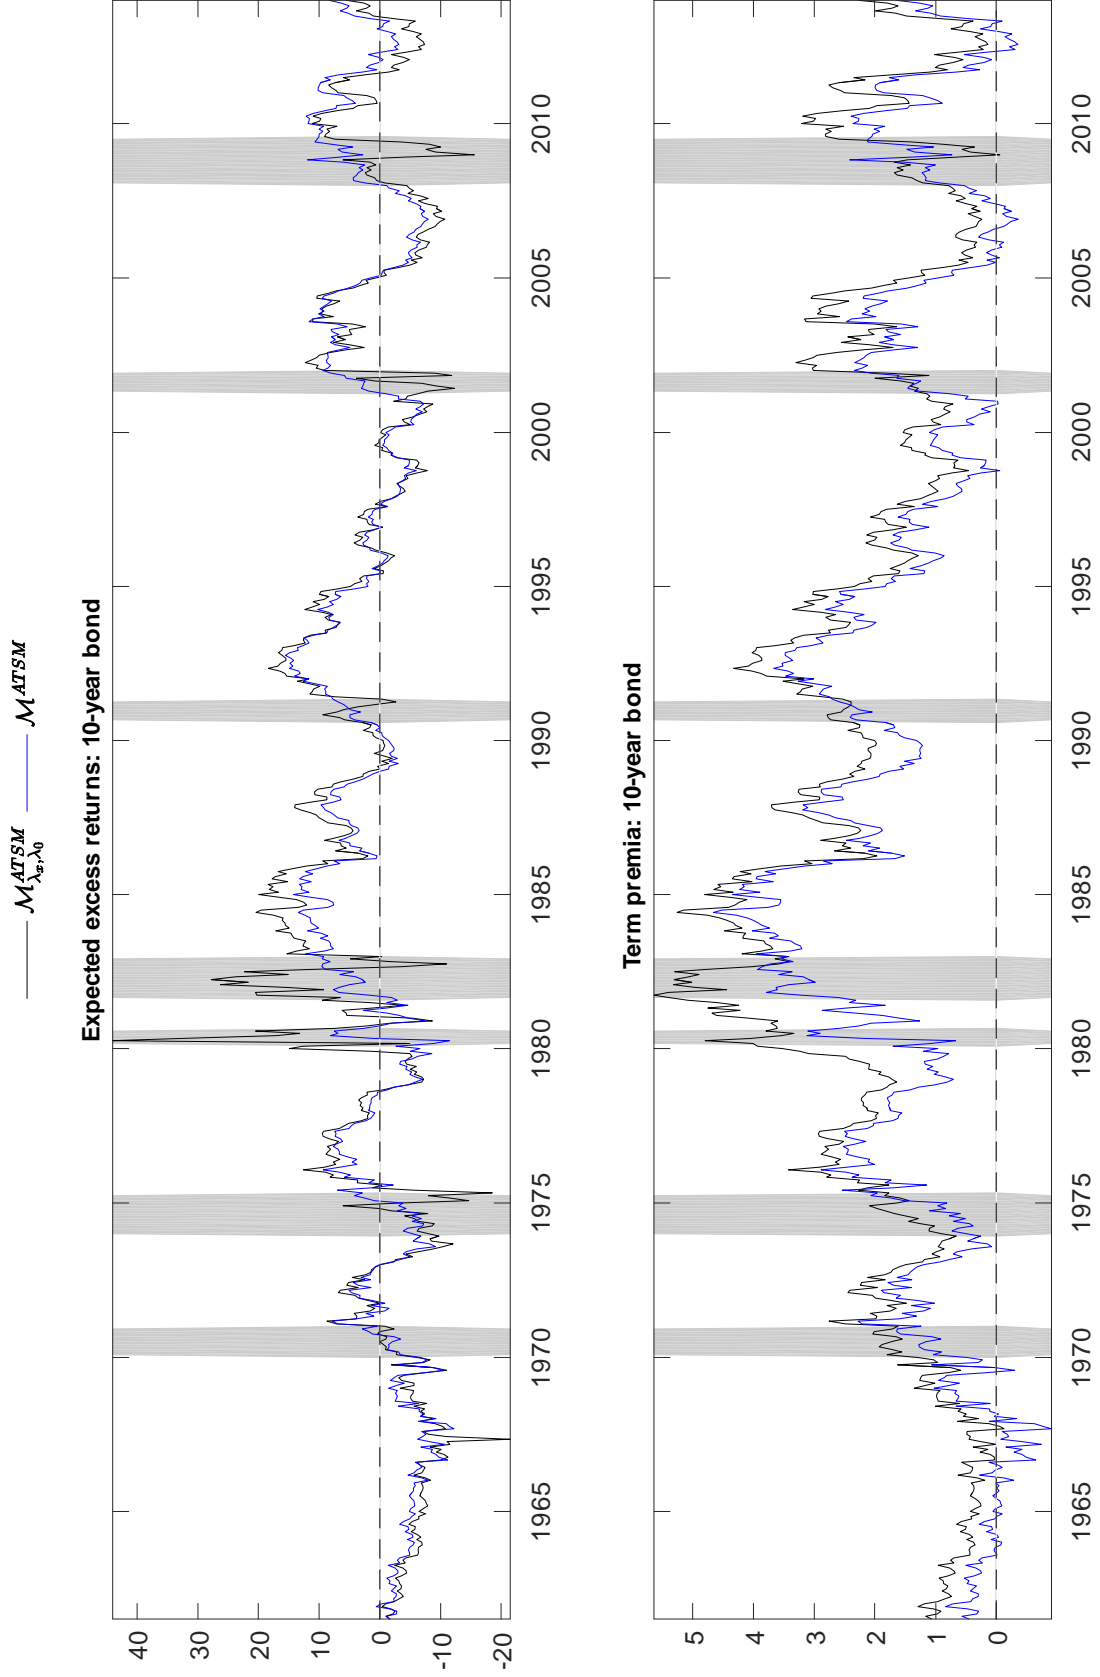 𝓜^{ATSM}_{λ_x, λ_0} 𝓜^{ATSM}
Expected excess returns: 10-year bond
40
30
20
10
0
-10
-20
1965 1970 1975 1980 1985 1990 1995 2000 2005 2010
Term premia: 10-year bond
5
4
3
2
1
0
1965 1970 1975 1980 1985 1990 1995 2000 2005 2010